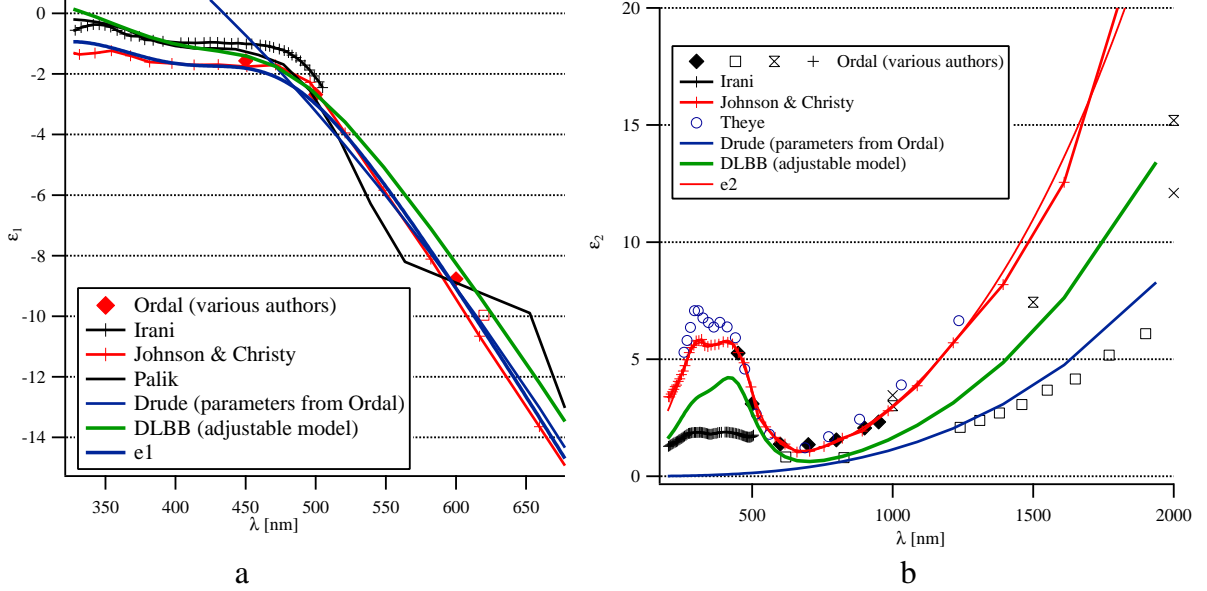 0
-2
-4
-6
-8
-10
-12
-14
ε1
350 400 450 500 550 600 650
λ [nm]
Ordal (various authors)
Irani
Johnson & Christy
Palik
Drude (parameters from Ordal)
DLBB (adjustable model)
e1
a
20
15
10
5
0
ε2
500 1000 1500 2000
λ [nm]
Ordal (various authors)
Irani
Johnson & Christy
Theye
Drude (parameters from Ordal)
DLBB (adjustable model)
e2
b